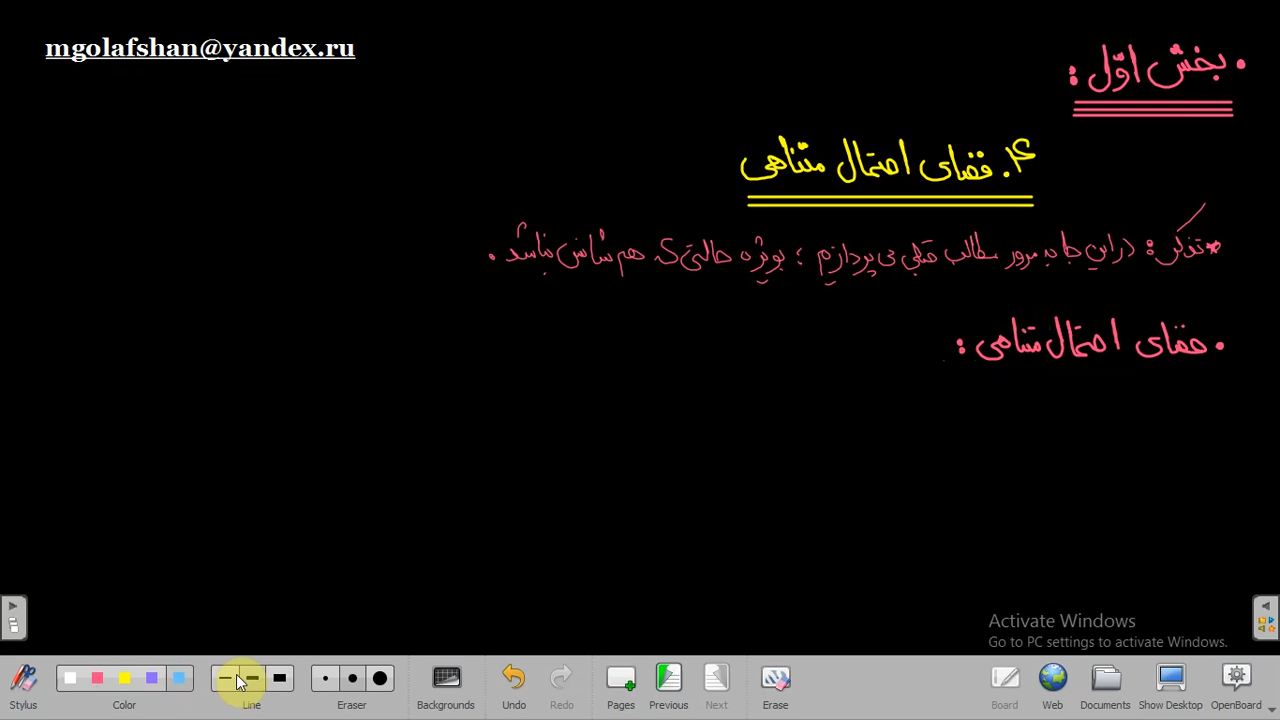 mgolafshan@yandex.ru
• بخش اوّل :
۴. فضای احتمال متناهی
* تذکّر : در این جا به مرور مطالب قبلی می پردازیم ؛ بویژه حالتی که هم شانس نباشد .
• فضای احتمال متناهی :
Activate Windows
Go to PC settings to activate Windows.
Stylus Color Line Eraser Backgrounds Undo Redo Pages Previous Next Erase Board Web Documents Show Desktop OpenBoard